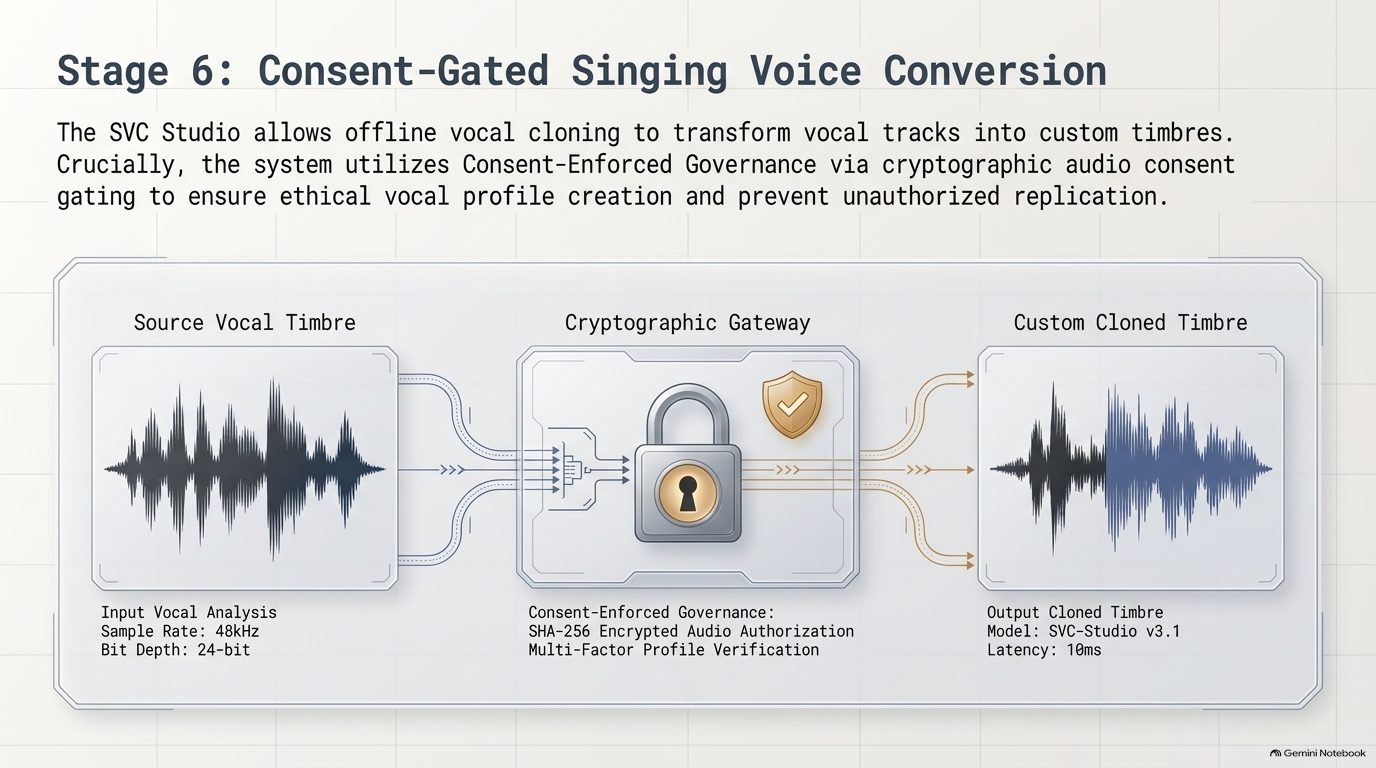 Stage 6: Consent-Gated Singing Voice Conversion
The SVC Studio allows offline vocal cloning to transform vocal tracks into custom timbres.
Crucially, the system utilizes Consent-Enforced Governance via cryptographic audio consent
gating to ensure ethical vocal profile creation and prevent unauthorized replication.
Source Vocal Timbre
Input Vocal Analysis
Sample Rate: 48kHz
Bit Depth: 24-bit
Cryptographic Gateway
Consent-Enforced Governance:
SHA-256 Encrypted Audio Authorization
Multi-Factor Profile Verification
Custom Cloned Timbre
Output Cloned Timbre
Model: SVC-Studio v3.1
Latency: 10ms
Gemini Notebook